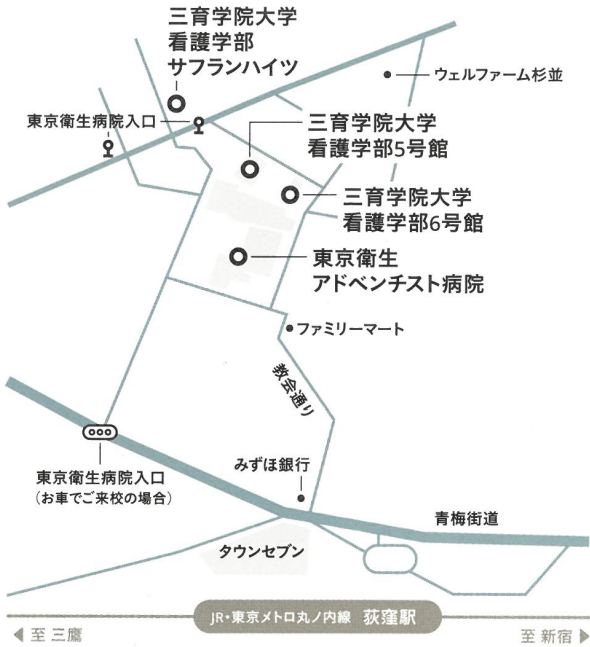 三育学院大学
看護学部
サフランハイツ
ウェルファーム杉並
東京衛生病院入口
三育学院大学
看護学部5号館
三育学院大学
看護学部6号館
東京衛生
アドベンチスト病院
ファミリーマート
教会通り
東京衛生病院入口
(お車でご来校の場合)
みずほ銀行
青梅街道
タウンセブン
JR・東京メトロ丸ノ内線 荻窪駅
至 三鷹
至 新宿